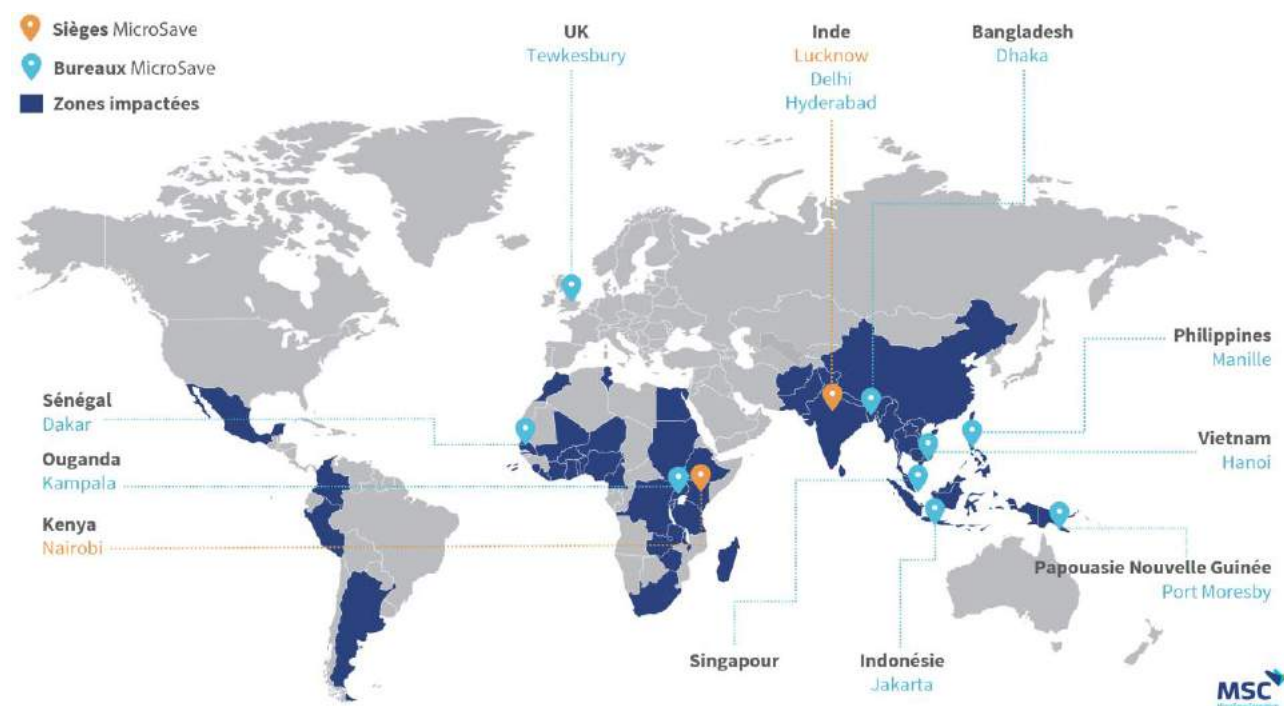 Sièges MicroSave
Bureaux MicroSave
Zones impactées
UK
Tewkesbury
Inde
Lucknow
Delhi
Hyderabad
Bangladesh
Dhaka
Philippines
Manille
Vietnam
Hanoi
Sénégal
Dakar
Ouganda
Kampala
Kenya
Nairobi
Papouasie Nouvelle Guinée
Port Moresby
Singapour
Indonésie
Jakarta
MSC